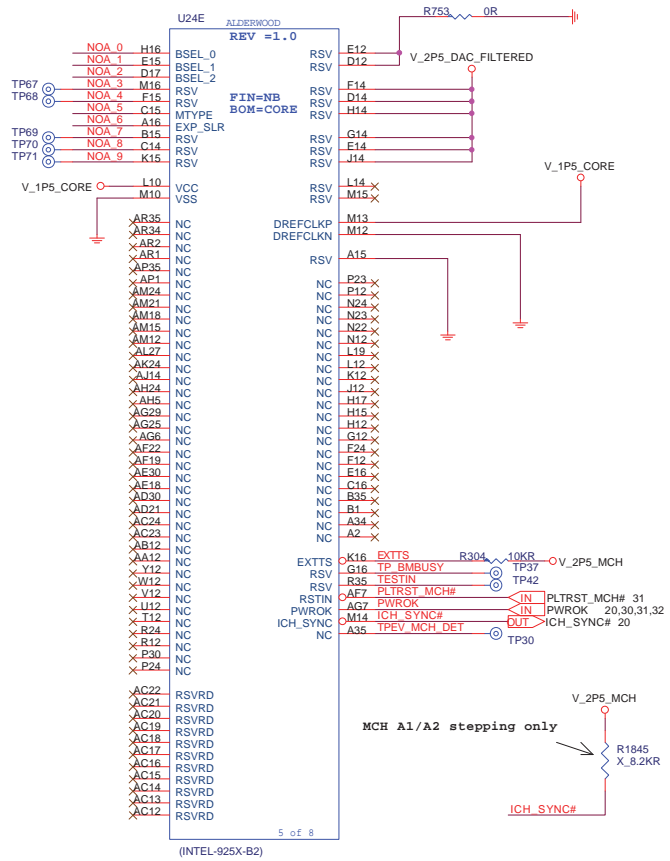 U24E
ALDERWOOD
REV =1.0
FIN=NB
BOM=CORE
NOA_0 H16 BSEL_0
NOA_1 E15 BSEL_1
NOA_2 D17 BSEL_2
TP67 NOA_3 M16 RSV
TP68 NOA_4 F15 RSV
NOA_5 C15 MTYPE
NOA_6 A16 EXP_SLR
TP69 NOA_7 B15 RSV
TP70 NOA_8 C14 RSV
TP71 NOA_9 K15 RSV
V_1P5_CORE L10 VCC
M10 VSS
AR35 NC
AR34 NC
AR2 NC
AR1 NC
AP35 NC
AP1 NC
AM24 NC
AM21 NC
AM18 NC
AM15 NC
AM12 NC
AL27 NC
AK24 NC
AJ14 NC
AH24 NC
AH5 NC
AG29 NC
AG25 NC
AG6 NC
AF22 NC
AF19 NC
AE30 NC
AE18 NC
AD30 NC
AD21 NC
AC24 NC
AC23 NC
AB12 NC
AA12 NC
Y12 NC
W12 NC
V12 NC
U12 NC
T12 NC
R24 NC
R12 NC
P30 NC
P24 NC
AC22 RSVRD
AC21 RSVRD
AC20 RSVRD
AC19 RSVRD
AC18 RSVRD
AC17 RSVRD
AC16 RSVRD
AC15 RSVRD
AC14 RSVRD
AC13 RSVRD
AC12 RSVRD
R753 0R
RSV E12
RSV D12
V_2P5_DAC_FILTERED
RSV F14
RSV D14
RSV H14
RSV G14
RSV E14
RSV J14
RSV L14
RSV M15
V_1P5_CORE
DREFCLKP M13
DREFCLKN M12
RSV A15
NC P23
NC P12
NC N24
NC N23
NC N22
NC N12
NC L19
NC L12
NC K12
NC J12
NC H17
NC H15
NC H12
NC G12
NC F24
NC F12
NC E16
NC C16
NC B35
NC B1
NC A34
NC A2
EXTTS K16 EXTTS R304 10KR V_2P5_MCH
RSV G16 TP_BMBUSY TP37
RSV R35 TESTIN TP42
RSTIN AF7 PLTRST_MCH# IN PLTRST_MCH# 31
PWROK AG7 PWROK IN PWROK 20,30,31,32
ICH_SYNC M14 ICH_SYNC# OUT ICH_SYNC# 20
NC A35 TPEV_MCH_DET TP30
V_2P5_MCH
MCH A1/A2 stepping only
R1845
X_8.2KR
ICH_SYNC#
5 of 8
(INTEL-925X-B2)